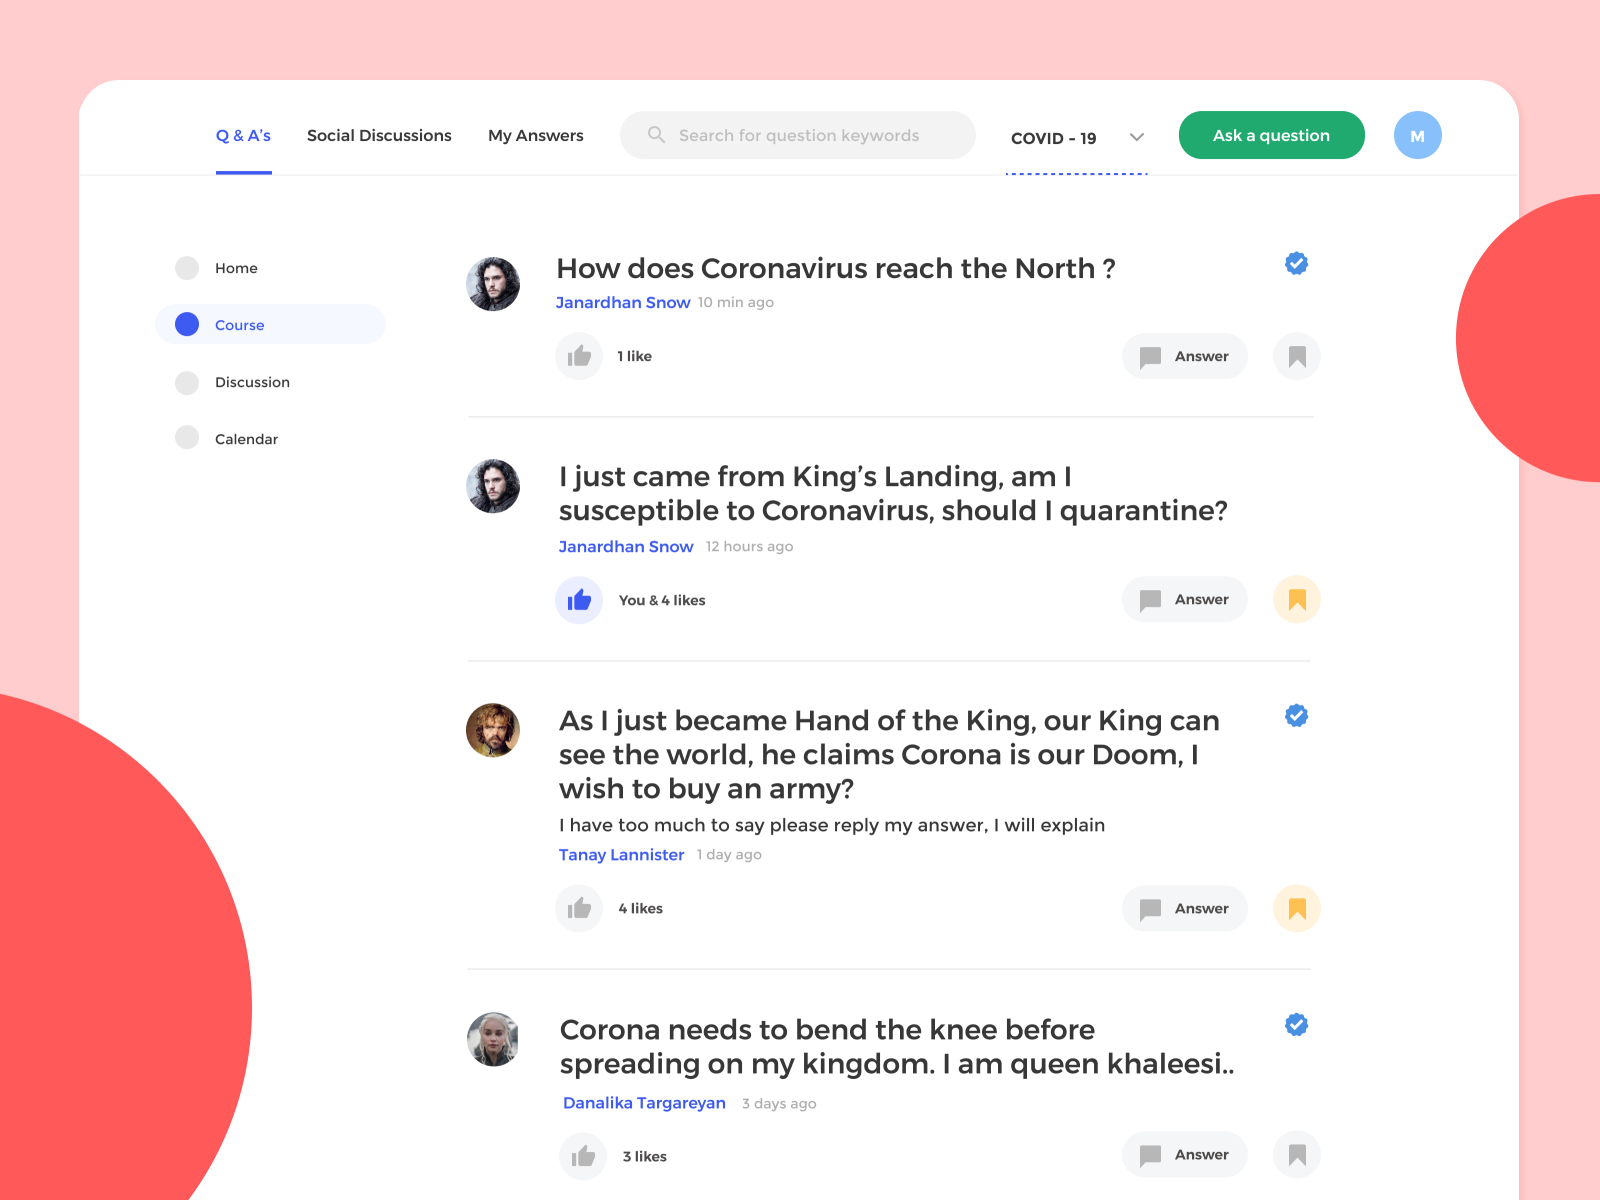 Q & A’s
Social Discussions
My Answers
Search for question keywords
COVID - 19
Ask a question
M
Home
Course
Discussion
Calendar
How does Coronavirus reach the North ?
Janardhan Snow 10 min ago
1 like
Answer
I just came from King’s Landing, am I
susceptible to Coronavirus, should I quarantine?
Janardhan Snow 12 hours ago
You & 4 likes
Answer
As I just became Hand of the King, our King can
see the world, he claims Corona is our Doom, I
wish to buy an army?
I have too much to say please reply my answer, I will explain
Tanay Lannister 1 day ago
4 likes
Answer
Corona needs to bend the knee before
spreading on my kingdom. I am queen khaleesi..
Danalika Targareyan 3 days ago
3 likes
Answer